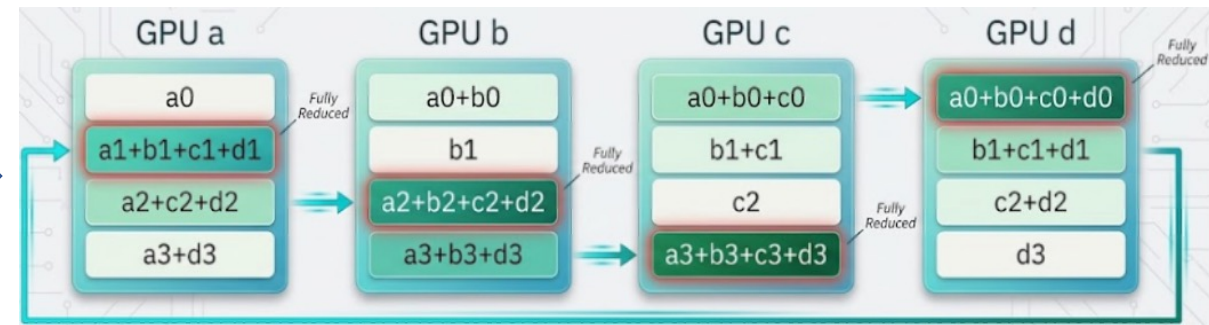 GPU a
a0
a1+b1+c1+d1
a2+c2+d2
a3+d3
Fully
Reduced
GPU b
a0+b0
b1
a2+b2+c2+d2
a3+b3+d3
Fully
Reduced
GPU c
a0+b0+c0
b1+c1
c2
a3+b3+c3+d3
Fully
Reduced
GPU d
a0+b0+c0+d0
b1+c1+d1
c2+d2
d3
Fully
Reduced